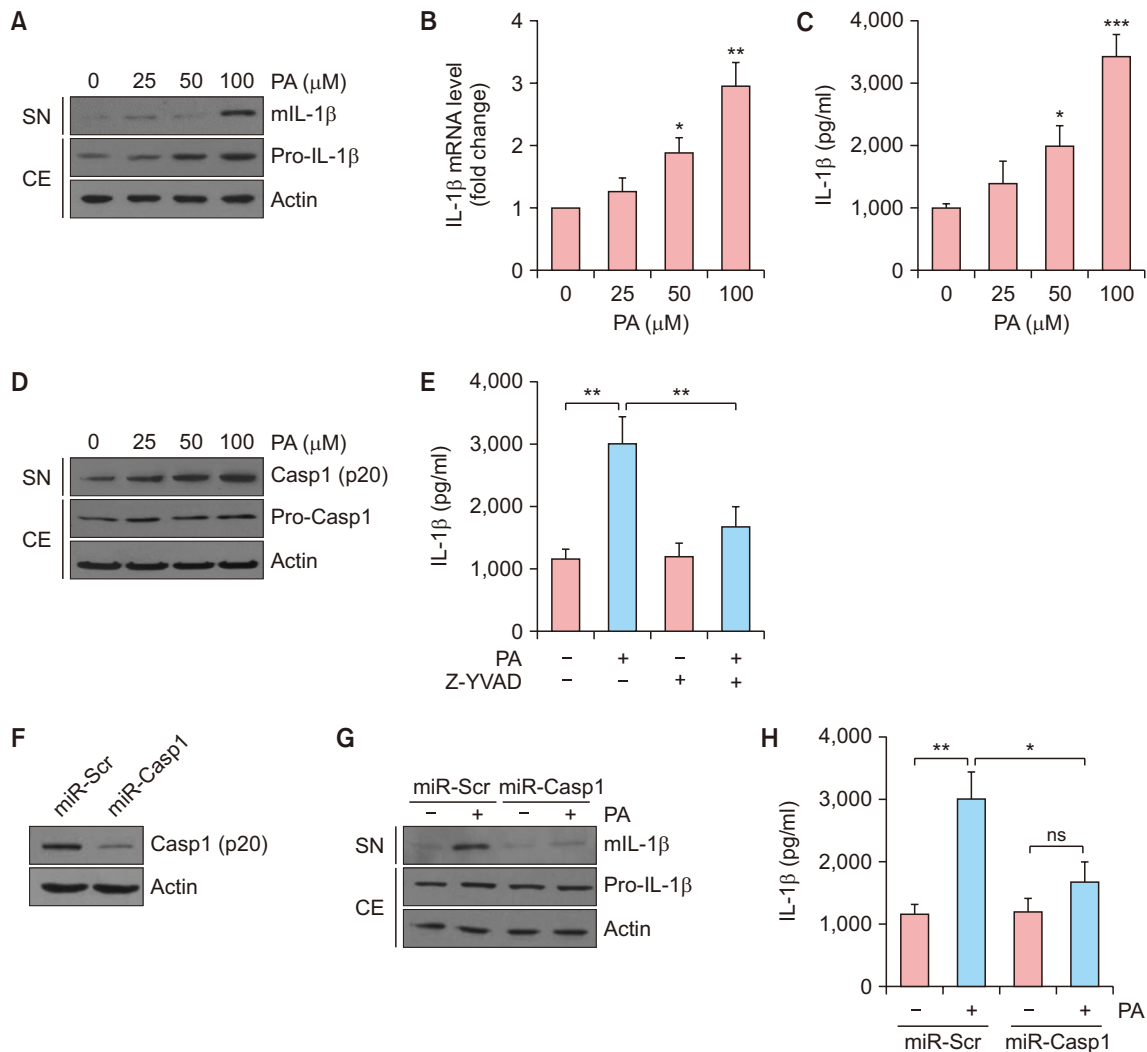 A
0 25 50 100 PA (μM)
SN
mIL-1β
CE
Pro-IL-1β
Actin
B
IL-1β mRNA level
(fold change)
4
3
2
1
0
*
**
0 25 50 100
PA (μM)
C
IL-1β (pg/ml)
4,000
3,000
2,000
1,000
0
*
***
0 25 50 100
PA (μM)
D
0 25 50 100 PA (μM)
SN
Casp1 (p20)
CE
Pro-Casp1
Actin
E
IL-1β (pg/ml)
4,000
3,000
2,000
1,000
0
** **
PA − + − +
Z-YVAD − − + +
F
miR-Scr
miR-Casp1
Casp1 (p20)
Actin
G
miR-Scr miR-Casp1
− + − + PA
SN
mIL-1β
CE
Pro-IL-1β
Actin
H
IL-1β (pg/ml)
4,000
3,000
2,000
1,000
0
** *
ns
− + − + PA
miR-Scr miR-Casp1